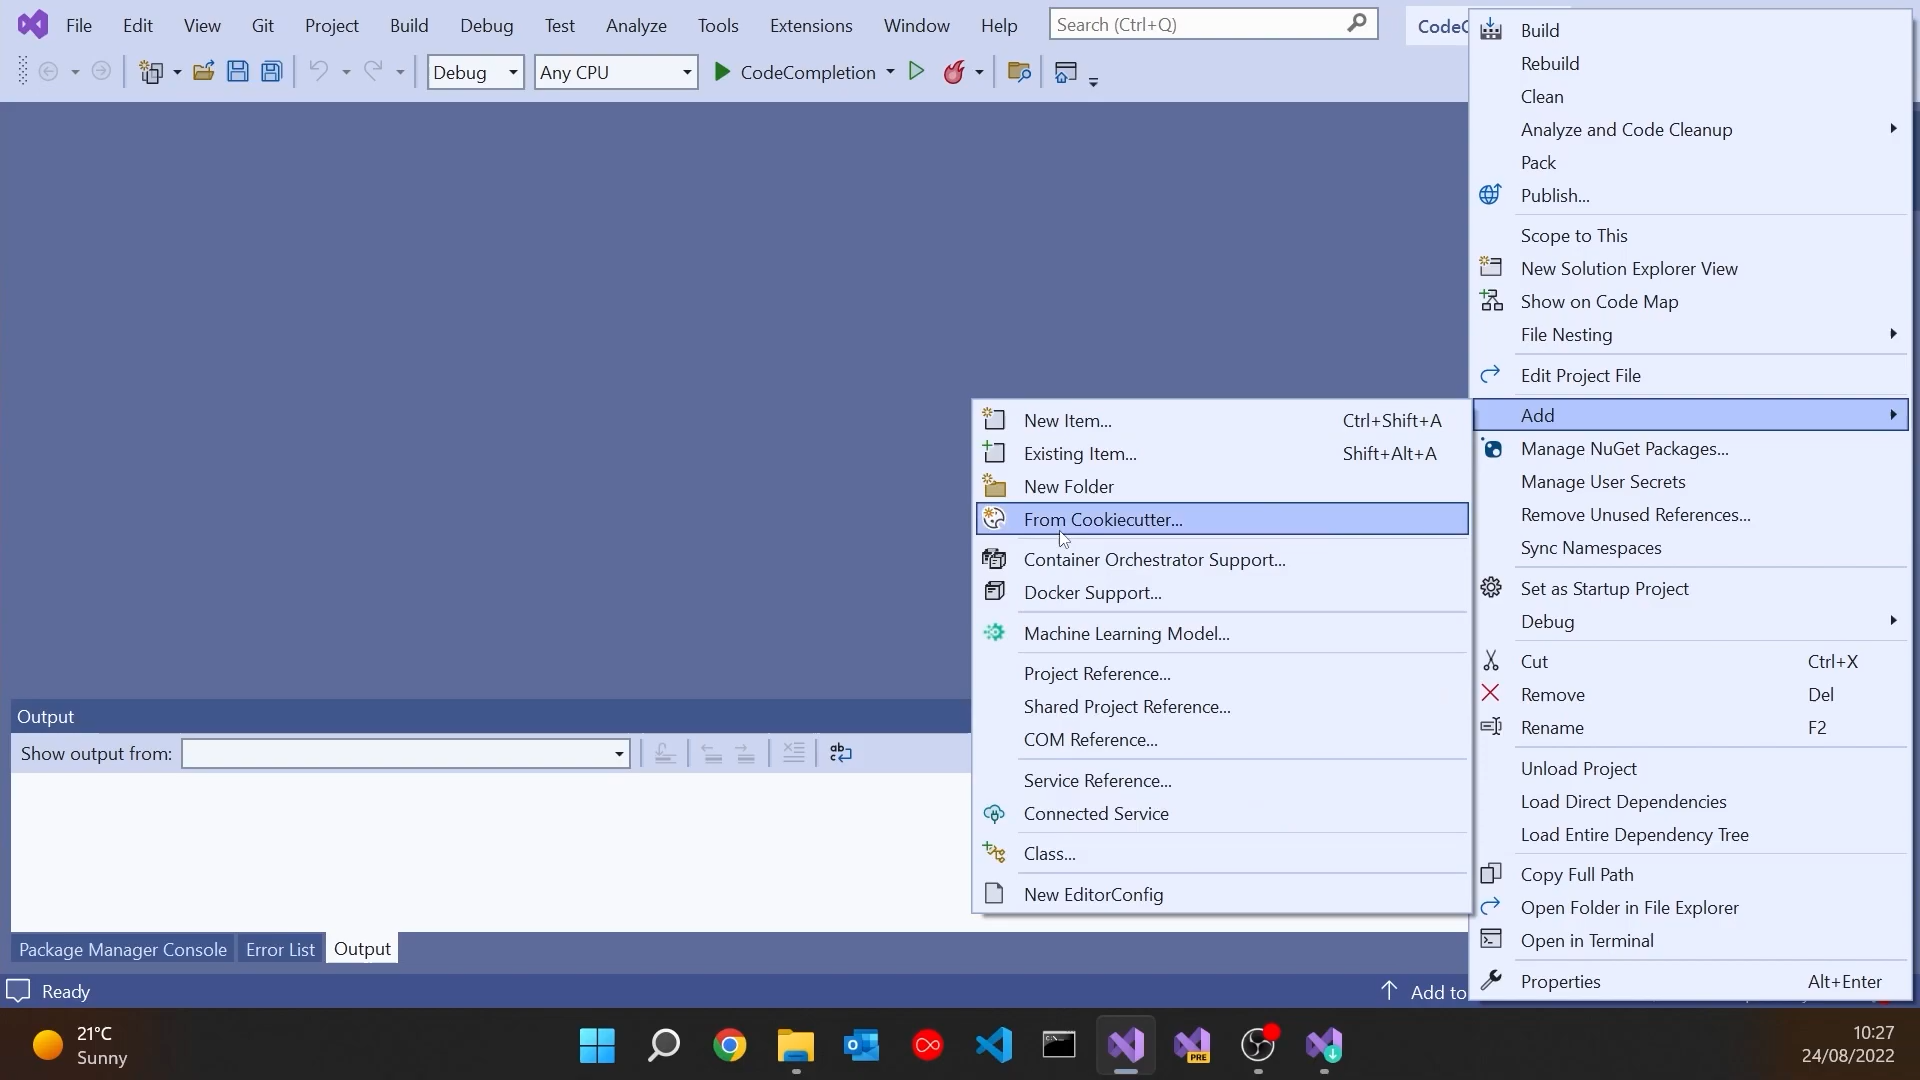 File Edit View Git Project Build Debug Test Analyze Tools Extensions Window Help Search (Ctrl+Q)
Debug Any CPU CodeCompletion
Build
Rebuild
Clean
Analyze and Code Cleanup
Pack
Publish...
Scope to This
New Solution Explorer View
Show on Code Map
File Nesting
Edit Project File
Add
Manage NuGet Packages...
Manage User Secrets
Remove Unused References...
Sync Namespaces
Set as Startup Project
Debug
Cut Ctrl+X
Remove Del
Rename F2
Unload Project
Load Direct Dependencies
Load Entire Dependency Tree
Copy Full Path
Open Folder in File Explorer
Open in Terminal
Properties Alt+Enter
New Item... Ctrl+Shift+A
Existing Item... Shift+Alt+A
New Folder
From Cookiecutter...
Container Orchestrator Support...
Docker Support...
Machine Learning Model...
Project Reference...
Shared Project Reference...
COM Reference...
Service Reference...
Connected Service
Class...
New EditorConfig
Output
Show output from:
Package Manager Console Error List Output
Ready Add to
21°C
Sunny
PRE
10:27
24/08/2022